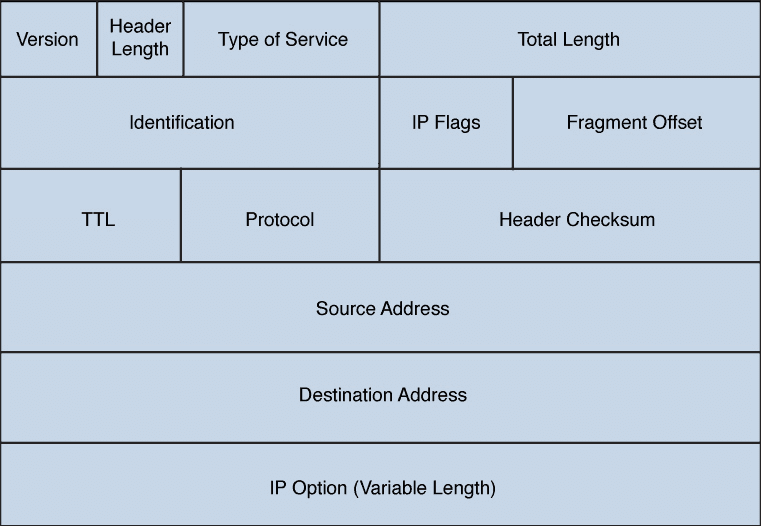 Version
Header
Length
Type of Service
Total Length
Identification
IP Flags
Fragment Offset
TTL
Protocol
Header Checksum
Source Address
Destination Address
IP Option (Variable Length)